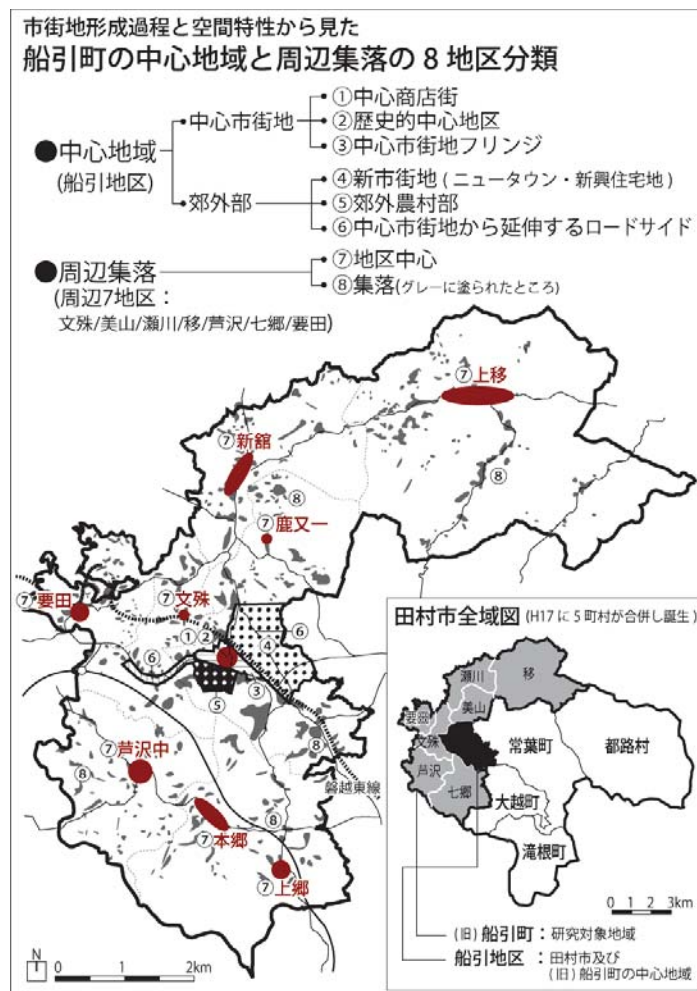 市街地形成過程と空間特性から見た
船引町の中心地域と周辺集落の8地区分類
●中心地域
(船引地区)
中心市街地
①中心商店街
②歴史的中心地区
③中心市街地フリンジ
郊外部
④新市街地 ( ニュータウン・新興住宅地 )
⑤郊外農村部
⑥中心市街地から延伸するロードサイド
●周辺集落
(周辺7地区：
文殊/美山/瀬川/移/芦沢/七郷/要田)
⑦地区中心
⑧集落(グレーに塗られたところ)
⑦上移
⑦新舘
⑧
⑧
⑦鹿又一
⑦要田
⑦文殊
①②
⑥
④
⑥
⑤
③
⑦芦沢中
⑧
⑧
磐越東線
⑦本郷
⑧
⑦上郷
N
0 1 2km
田村市全域図 (H17に5町村が合併し誕生)
瀬川
移
美山
要田
文殊
芦沢
七郷
常葉町
都路村
大越町
滝根町
0 1 2 3km
(旧) 船引町：研究対象地域
船引地区：田村市及び
(旧) 船引町の中心地域